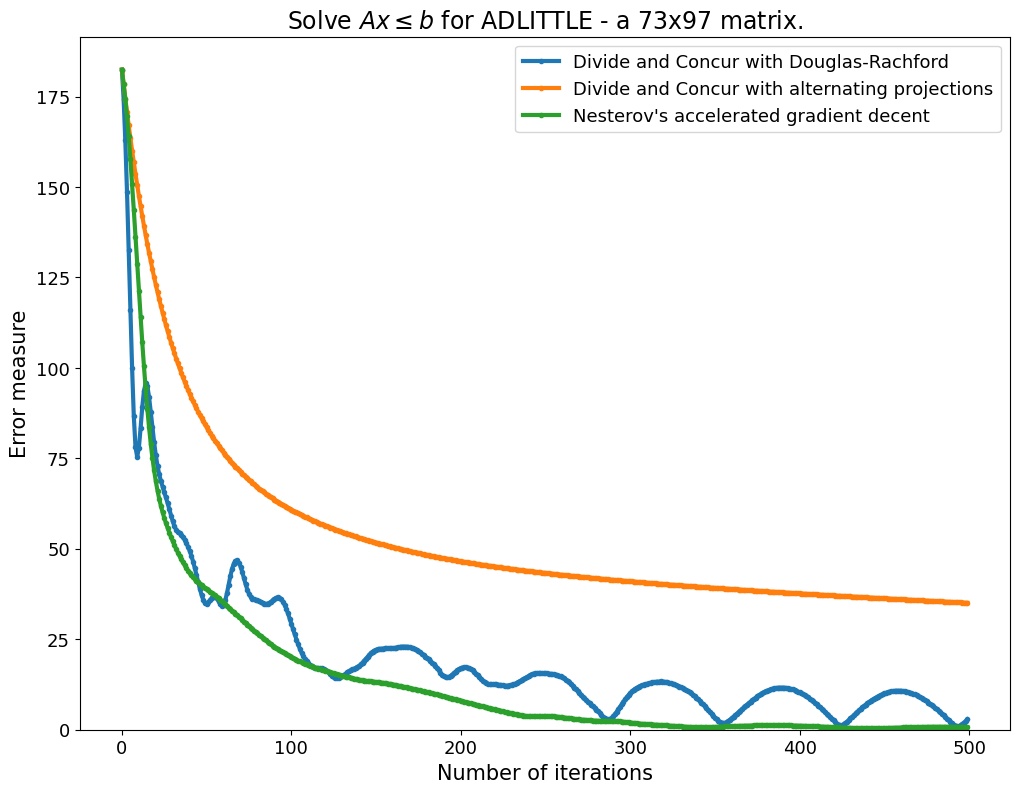 Solve Ax ≤ b for ADLITTLE - a 73x97 matrix.
Divide and Concur with Douglas-Rachford
Divide and Concur with alternating projections
Nesterov's accelerated gradient decent
Error measure
175
150
125
100
75
50
25
0
0 100 200 300 400 500
Number of iterations